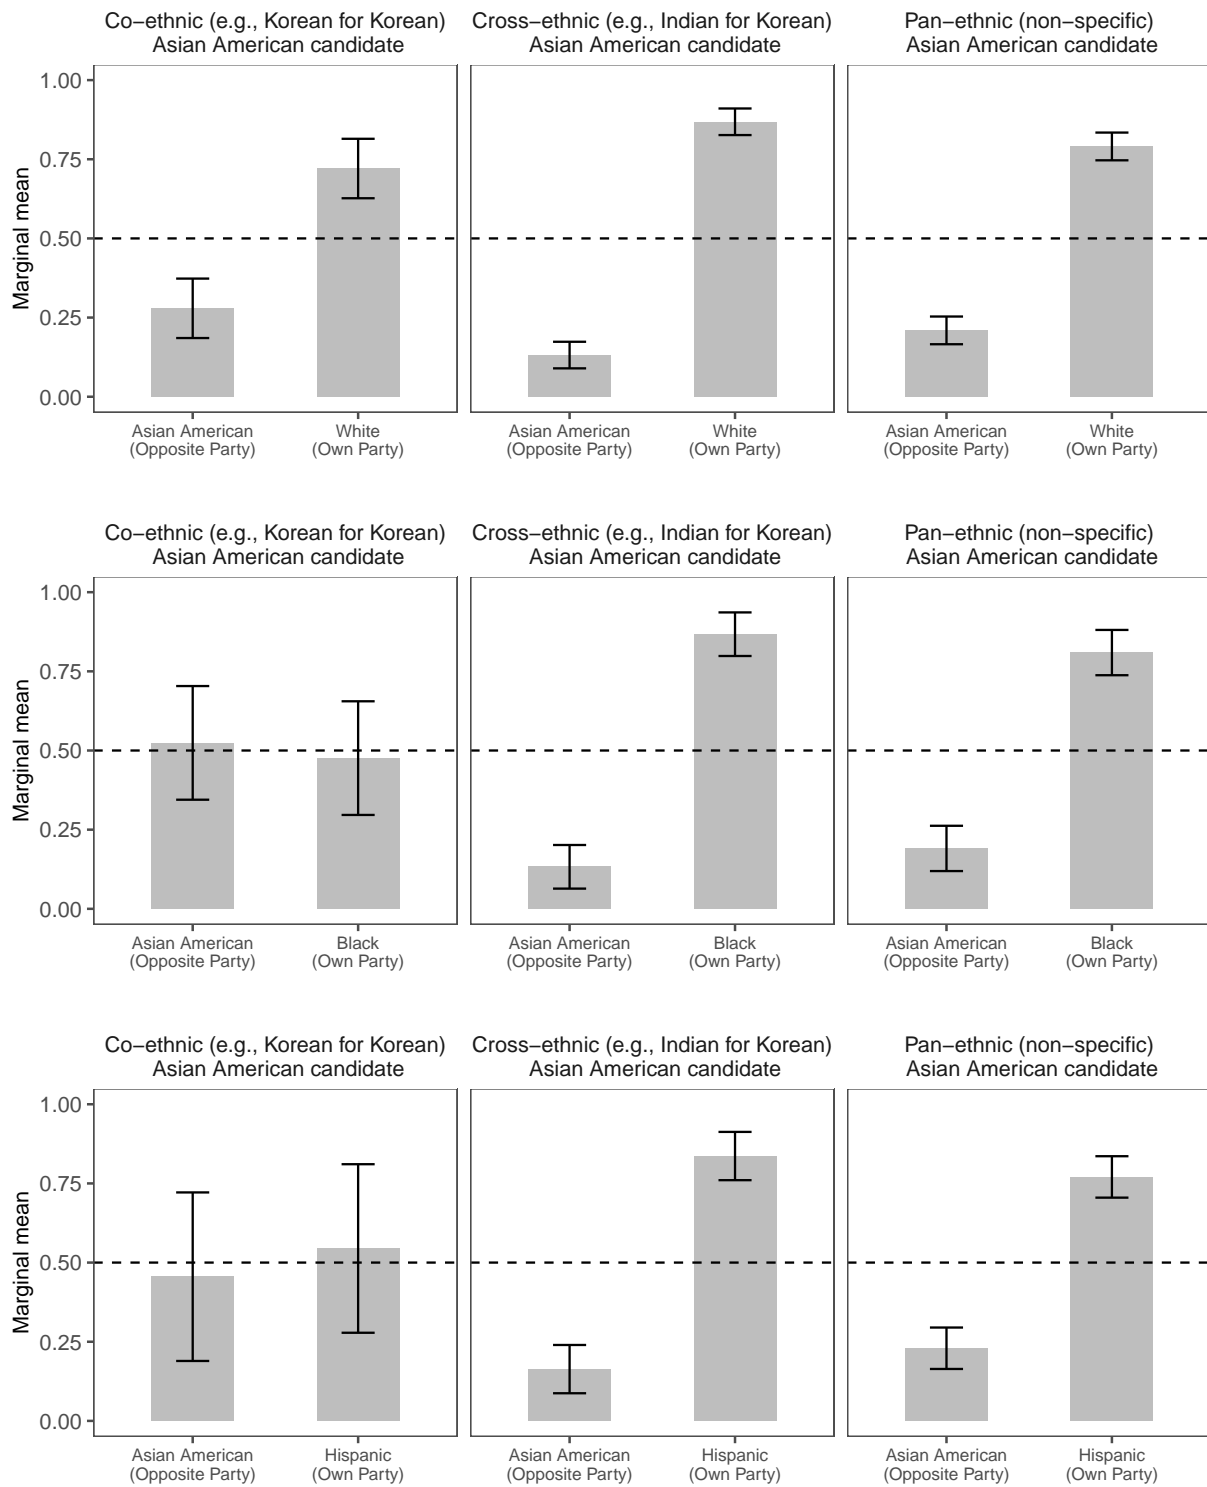 Co−ethnic (e.g., Korean for Korean)
Asian American candidate
Cross−ethnic (e.g., Indian for Korean)
Asian American candidate
Pan−ethnic (non−specific)
Asian American candidate
Marginal mean
1.00
0.75
0.50
0.25
0.00
Asian American
(Opposite Party)
White
(Own Party)
Asian American
(Opposite Party)
White
(Own Party)
Asian American
(Opposite Party)
White
(Own Party)
Co−ethnic (e.g., Korean for Korean)
Asian American candidate
Cross−ethnic (e.g., Indian for Korean)
Asian American candidate
Pan−ethnic (non−specific)
Asian American candidate
Marginal mean
1.00
0.75
0.50
0.25
0.00
Asian American
(Opposite Party)
Black
(Own Party)
Asian American
(Opposite Party)
Black
(Own Party)
Asian American
(Opposite Party)
Black
(Own Party)
Co−ethnic (e.g., Korean for Korean)
Asian American candidate
Cross−ethnic (e.g., Indian for Korean)
Asian American candidate
Pan−ethnic (non−specific)
Asian American candidate
Marginal mean
1.00
0.75
0.50
0.25
0.00
Asian American
(Opposite Party)
Hispanic
(Own Party)
Asian American
(Opposite Party)
Hispanic
(Own Party)
Asian American
(Opposite Party)
Hispanic
(Own Party)